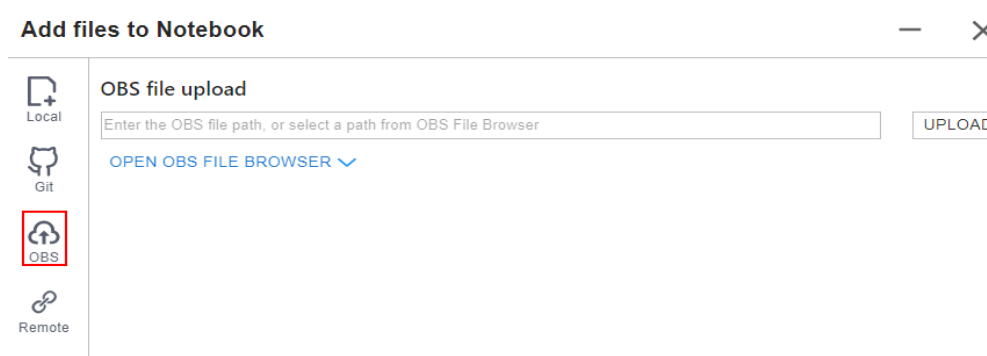 Add files to Notebook
Local
Git
OBS
Remote
OBS file upload
Enter the OBS file path, or select a path from OBS File Browser
UPLOAD
OPEN OBS FILE BROWSER